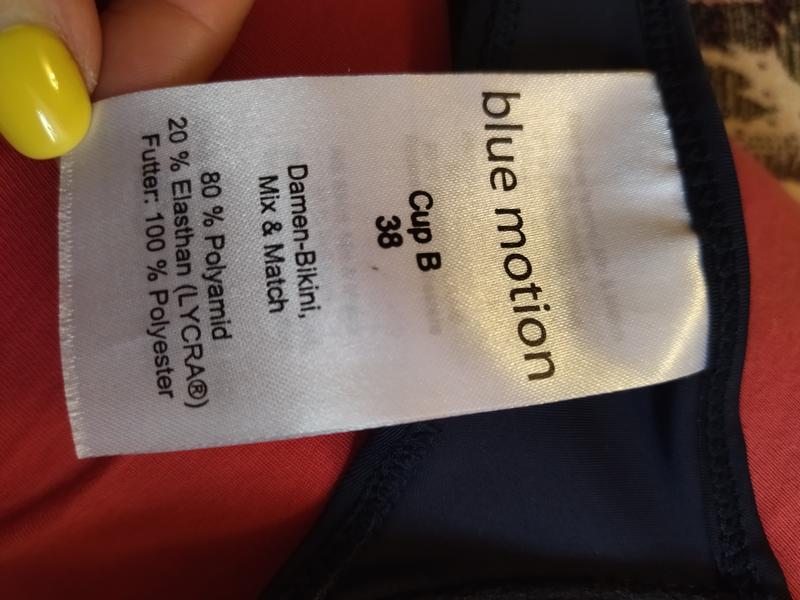 blue motion
Cup B
38
Damen-Bikini,
Mix & Match
80 % Polyamid
20 % Elasthan (LYCRA®)
Futter: 100 % Polyester